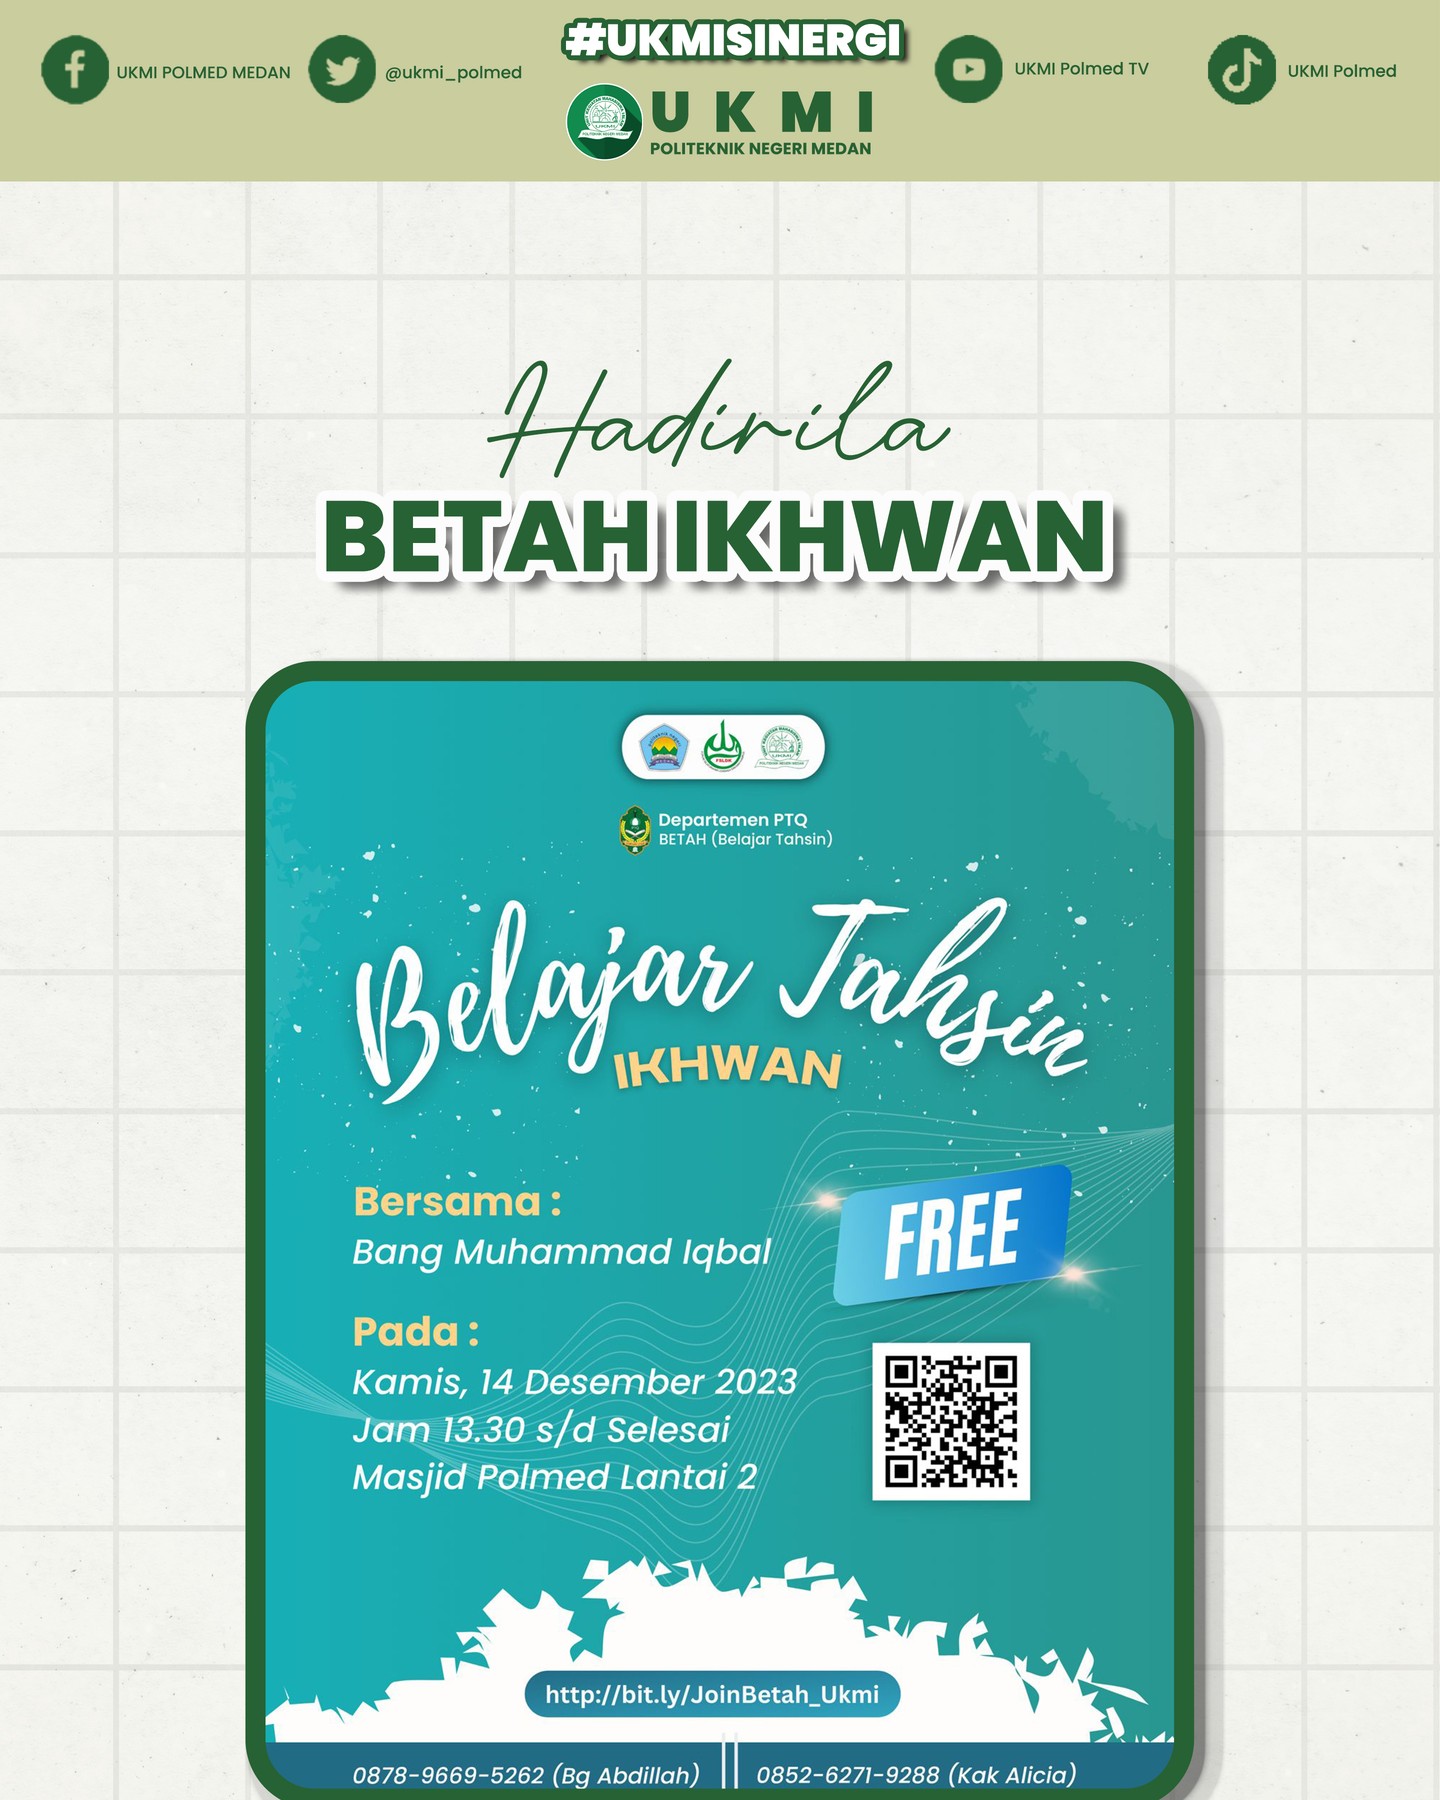 #UKMISINERGI
UKMI POLMED MEDAN
@ukmi_polmed
UKMI
POLITEKNIK NEGERI MEDAN
UKMI Polmed TV
UKMI Polmed
Hadirila
BETAH IKHWAN
Departemen PTQ
BETAH (Belajar Tahsin)
Belajar Tahsin
IKHWAN
Bersama :
Bang Muhammad Iqbal
FREE
Pada :
Kamis, 14 Desember 2023
Jam 13.30 s/d Selesai
Masjid Polmed Lantai 2
http://bit.ly/JoinBetah_Ukmi
0878-9669-5262 (Bg Abdillah)
0852-6271-9288 (Kak Alicia)